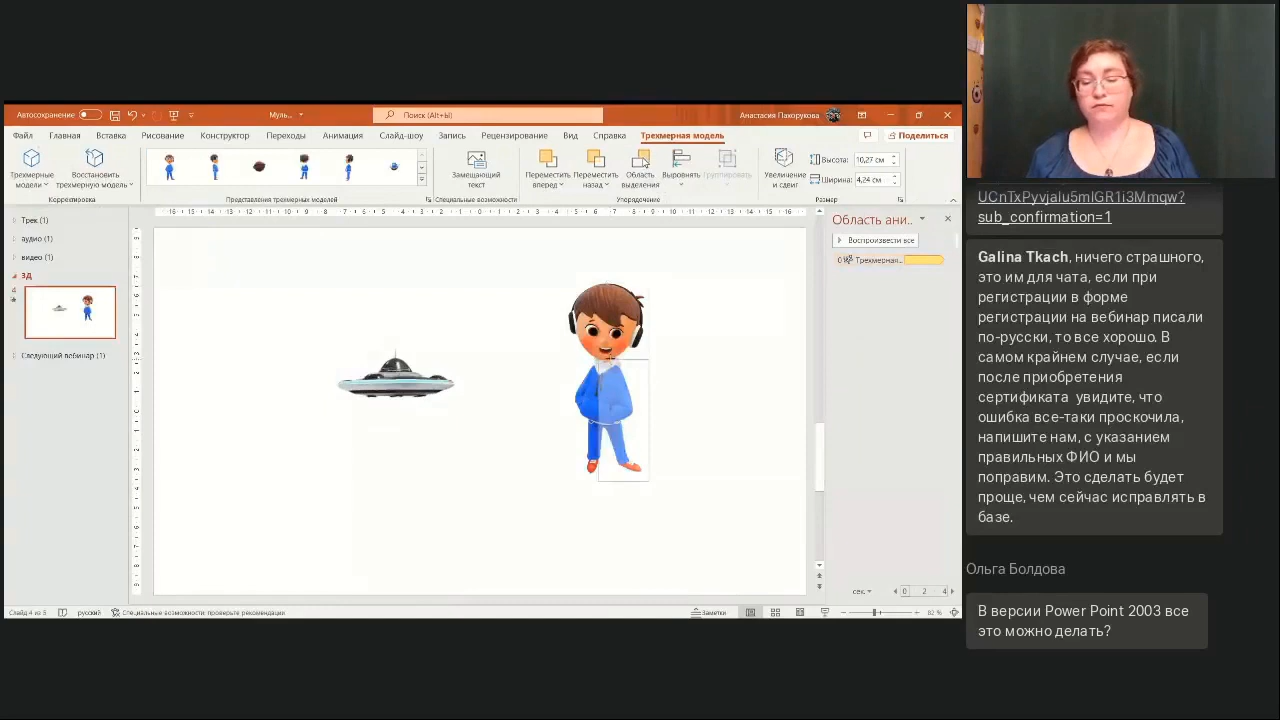 Автосохранение
Муль...
Поиск (Alt+Ы)
Анастасия Пахорукова
Файл Главная Вставка Рисование Конструктор Переходы Анимация Слайд-шоу Запись Рецензирование Вид Справка Трехмерная модель Поделиться
Трехмерные модели
Восстановить трехмерную модель
Замещающий текст
Переместить вперед
Переместить назад
Область выделения
Выровнять
Группировать
Увеличение и сдвиг
Высота: 10,27 см
Ширина: 4,24 см
Корректировка
Представления трехмерных моделей
Специальные возможности
Упорядочение
Размер
Трек (1)
аудио (1)
видео (1)
3Д
4
Следующий вебинар (1)
Область ани...
Воспроизвести все
Трехмерная...
сек.
0 2 4
Слайд 4 из 5
русский
Специальные возможности: проверьте рекомендации
Заметки
82 %
UCnTxPyvjalu5mIGR1i3Mmqw?
sub_confirmation=1
Galina Tkach, ничего страшного,
это им для чата, если при
регистрации в форме
регистрации на вебинар писали
по-русски, то все хорошо. В
самом крайнем случае, если
после приобретения
сертификата увидите, что
ошибка все-таки проскочила,
напишите нам, с указанием
правильных ФИО и мы
поправим. Это сделать будет
проще, чем сейчас исправлять в
базе.
Ольга Болдова
В версии Power Point 2003 все
это можно делать?